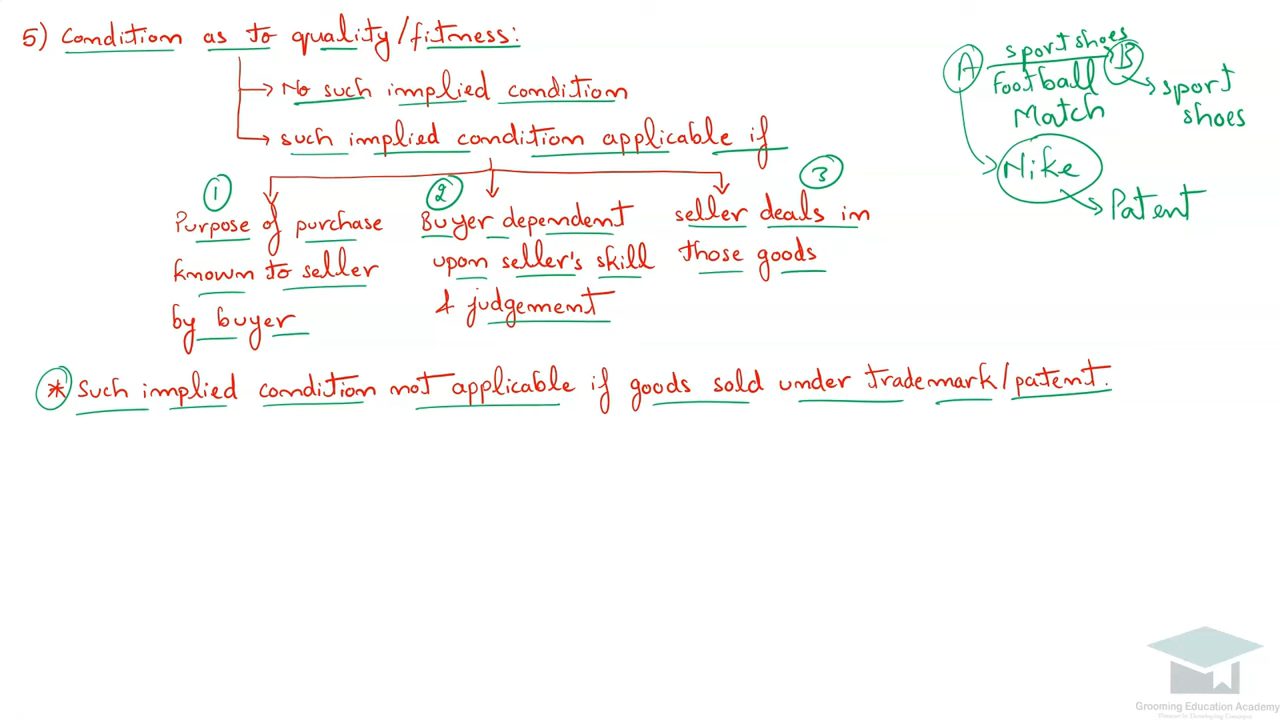 5) Condition as to quality/fitness:
No such implied condition
such implied condition applicable if
1
Purpose of purchase
known to seller
by buyer
2
Buyer dependent
upon seller's skill
& judgement
3
seller deals in
those goods
* Such implied condition not applicable if goods sold under trademark/patent.
A sport shoes B
Football
Match
sport
shoes
Nike
Patent
Grooming Education Academy